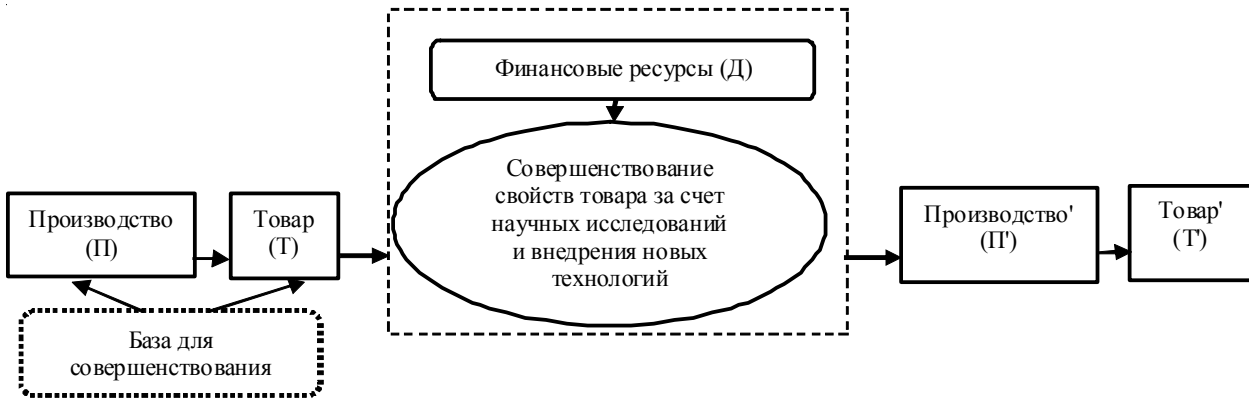 Финансовые ресурсы (Д)
Совершенствование
свойств товара за счет
научных исследований
и внедрения новых
технологий
Производство
(П)
Товар
(Т)
База для
совершенствования
Производство'
(П')
Товар'
(Т')